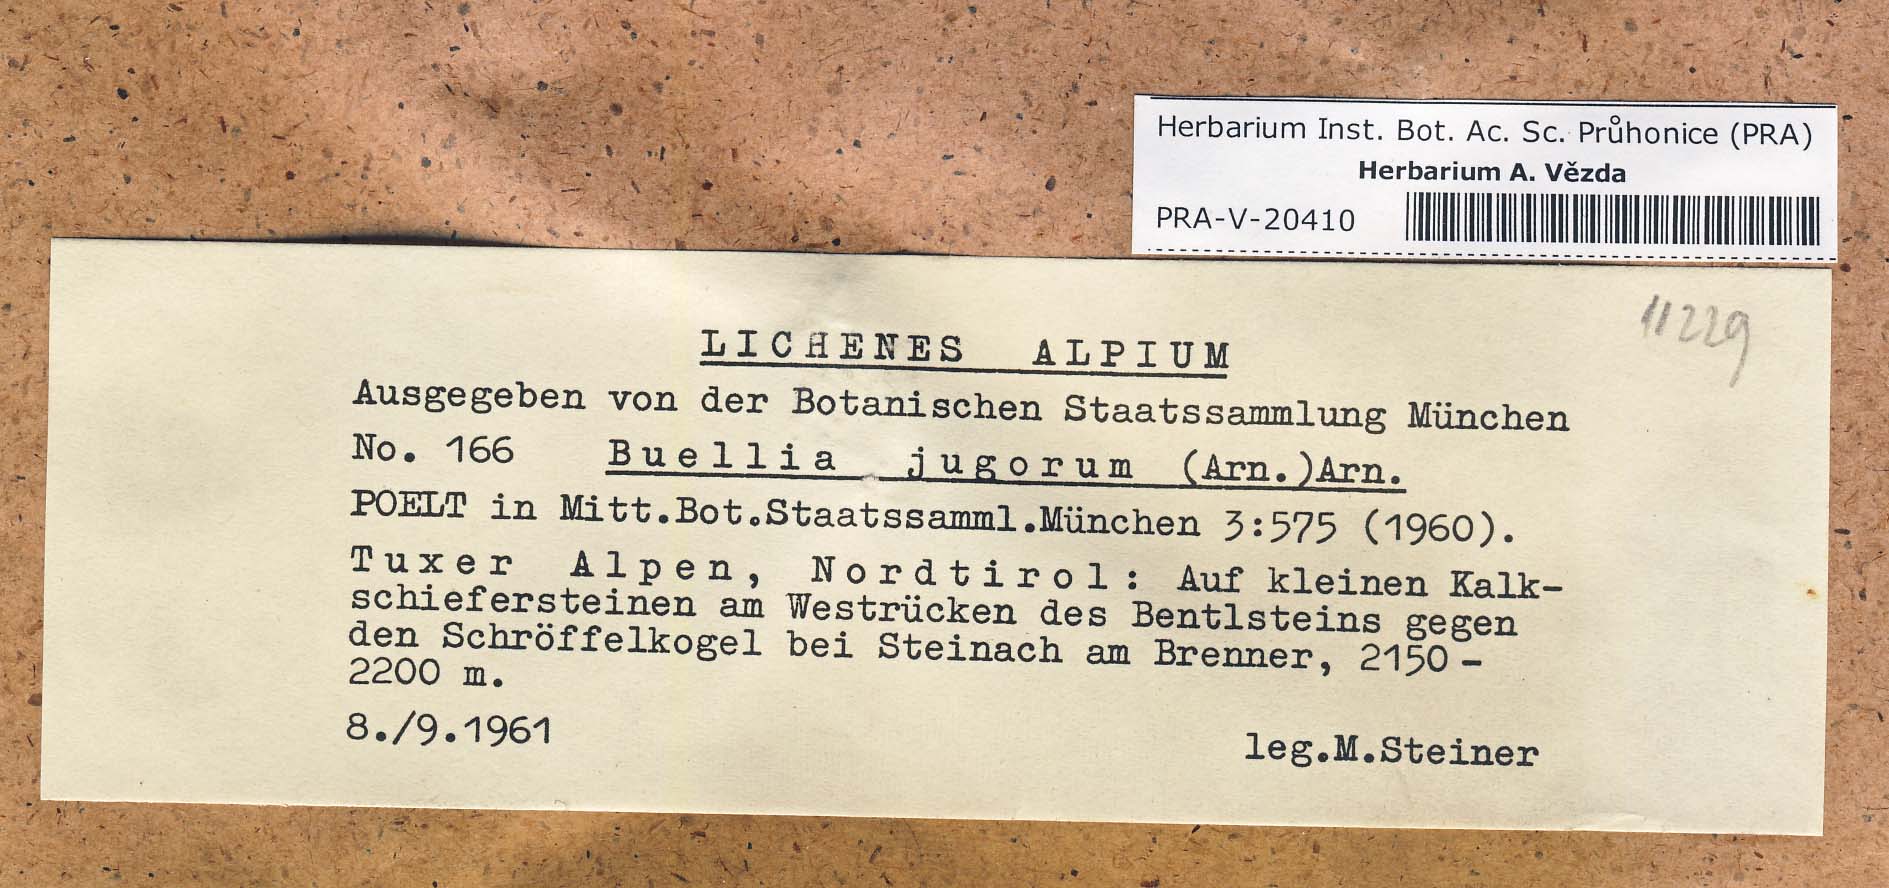 Herbarium Inst. Bot. Ac. Sc. Průhonice (PRA)
Herbarium A. Vězda
PRA-V-20410
11229
LICHENES ALPIUM
Ausgegeben von der Botanischen Staatssammlung München
No. 166 Buellia jugorum (Arn.)Arn.
POELT in Mitt.Bot.Staatssamml.München 3:575 (1960).
Tuxer Alpen, Nordtirol: Auf kleinen Kalk-
schiefersteinen am Westrücken des Bentlsteins gegen
den Schröffelkogel bei Steinach am Brenner, 2150-
2200 m.
8./9.1961
leg.M.Steiner